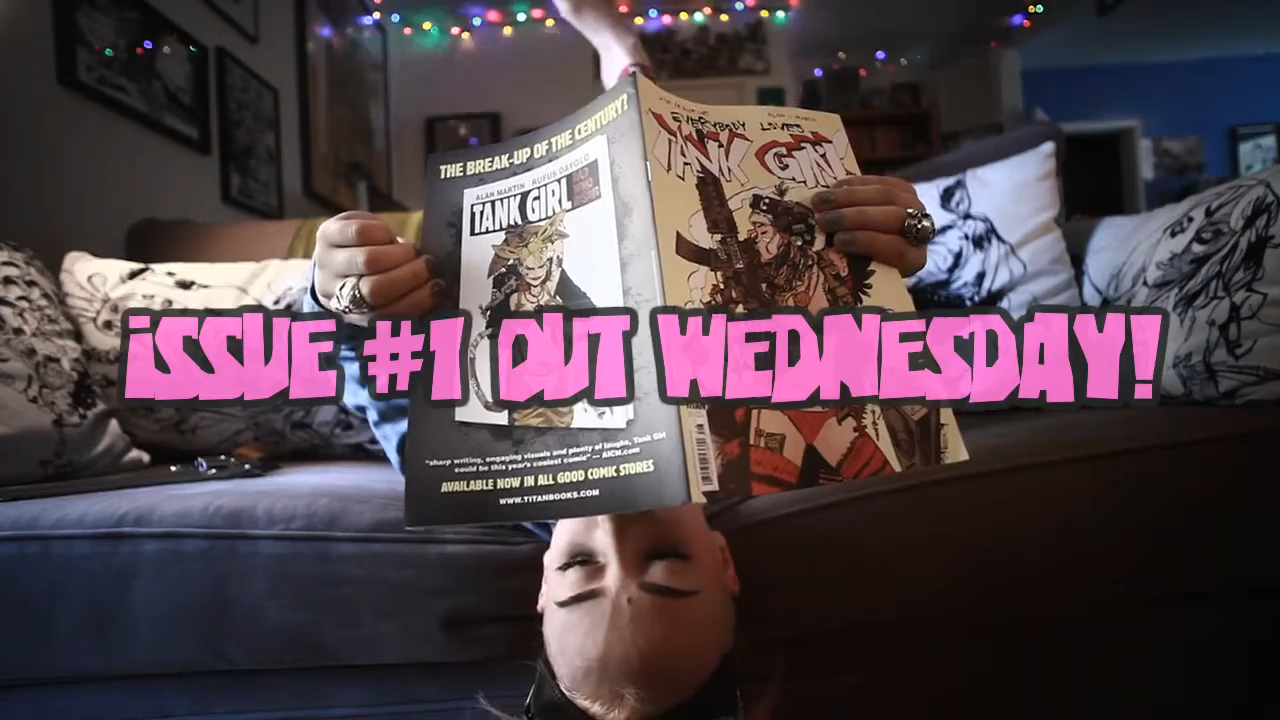 THE BREAK-UP OF THE CENTURY?
ALAN MARTIN RUFUS DAYGLO
TANK GIRL
"sharp writing, engaging visuals and plenty of laughs, Tank Girl
could be this year's coolest comic" — AICN.com
AVAILABLE NOW IN ALL GOOD COMIC STORES
WWW.TITANBOOKS.COM
EVERYBODY LOVES
TANK GIRL
ISSUE #1 OUT WEDNESDAY!